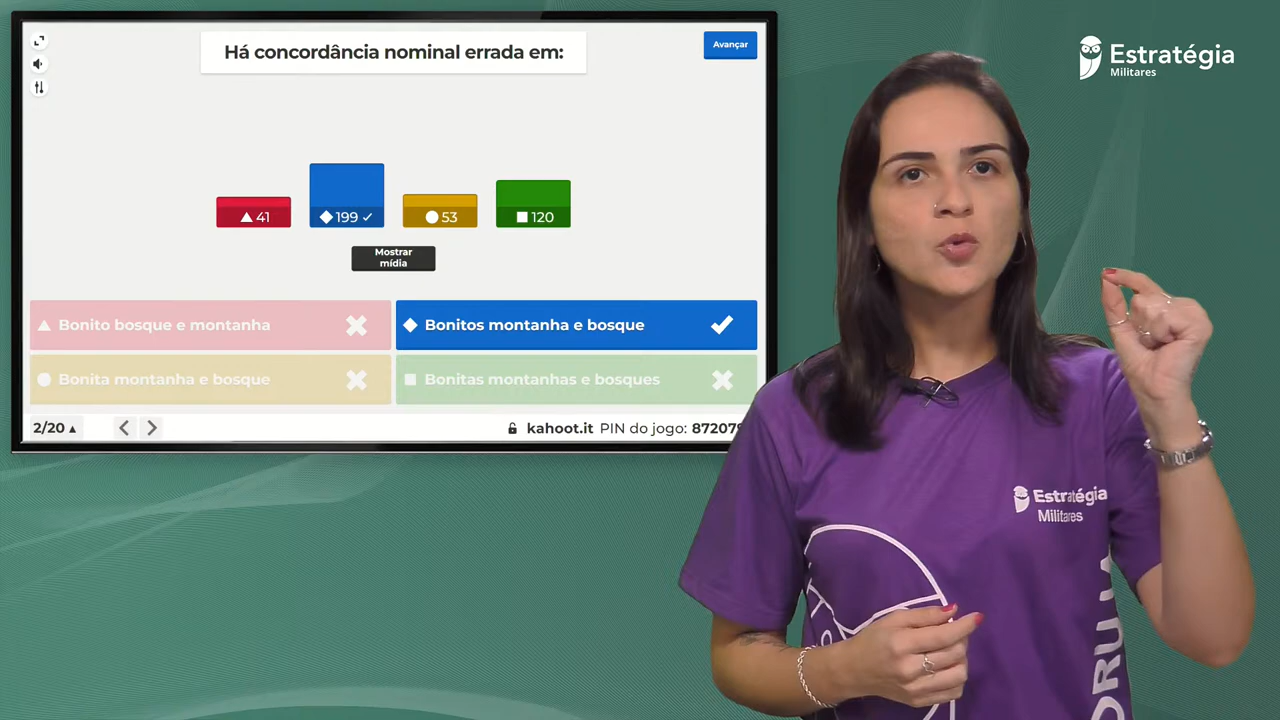 Há concordância nominal errada em:
Avançar
Estratégia
Militares
41
199
53
120
Mostrar
mídia
Bonito bosque e montanha
Bonitos montanha e bosque
Bonita montanha e bosque
Bonitas montanhas e bosques
2/20
kahoot.it PIN do jogo: 87207
Estratégia
Militares